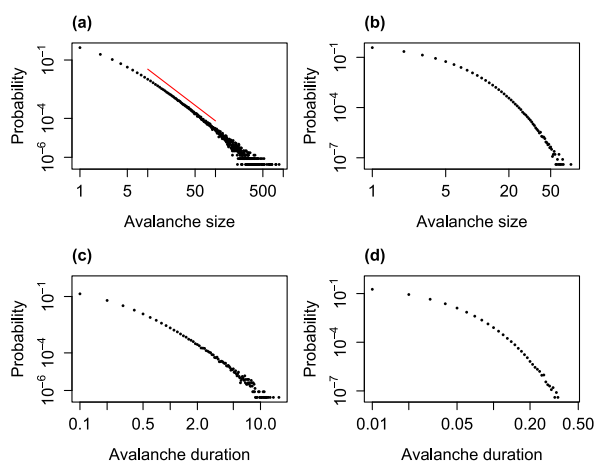 (a)
Probability
10⁻¹
10⁻⁴
10⁻⁶
1 5 50 500
Avalanche size
(b)
Probability
10⁻¹
10⁻⁴
10⁻⁷
1 5 20 50
Avalanche size
(c)
Probability
10⁻¹
10⁻⁴
10⁻⁶
0.1 0.5 2.0 10.0
Avalanche duration
(d)
Probability
10⁻¹
10⁻⁴
10⁻⁷
0.01 0.05 0.20 0.50
Avalanche duration